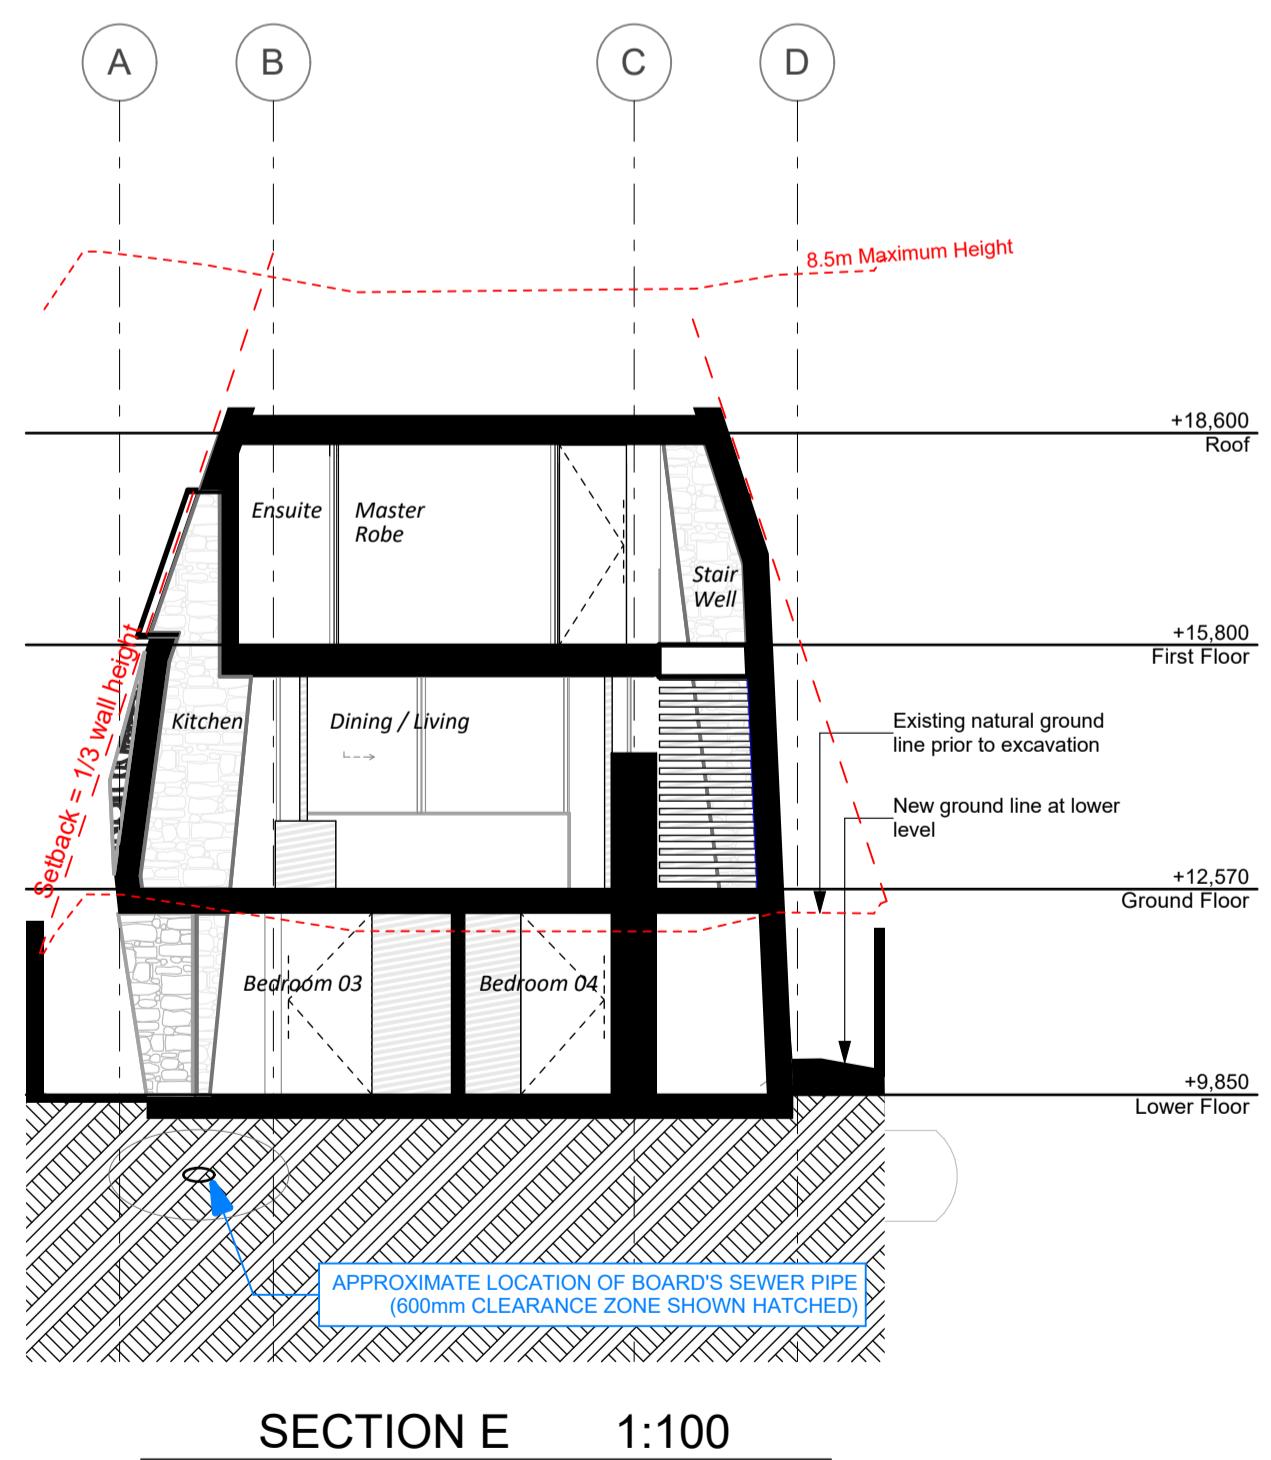 A B C D
8.5m Maximum Height
+18,600
Roof
Ensuite
Master
Robe
Stair
Well
+15,800
First Floor
Setback = 1/3 wall height
Kitchen
Dining / Living
Existing natural ground
line prior to excavation
New ground line at lower
level
+12,570
Ground Floor
Bedroom 03
Bedroom 04
+9,850
Lower Floor
APPROXIMATE LOCATION OF BOARD'S SEWER PIPE
(600mm CLEARANCE ZONE SHOWN HATCHED)
SECTION E 1:100